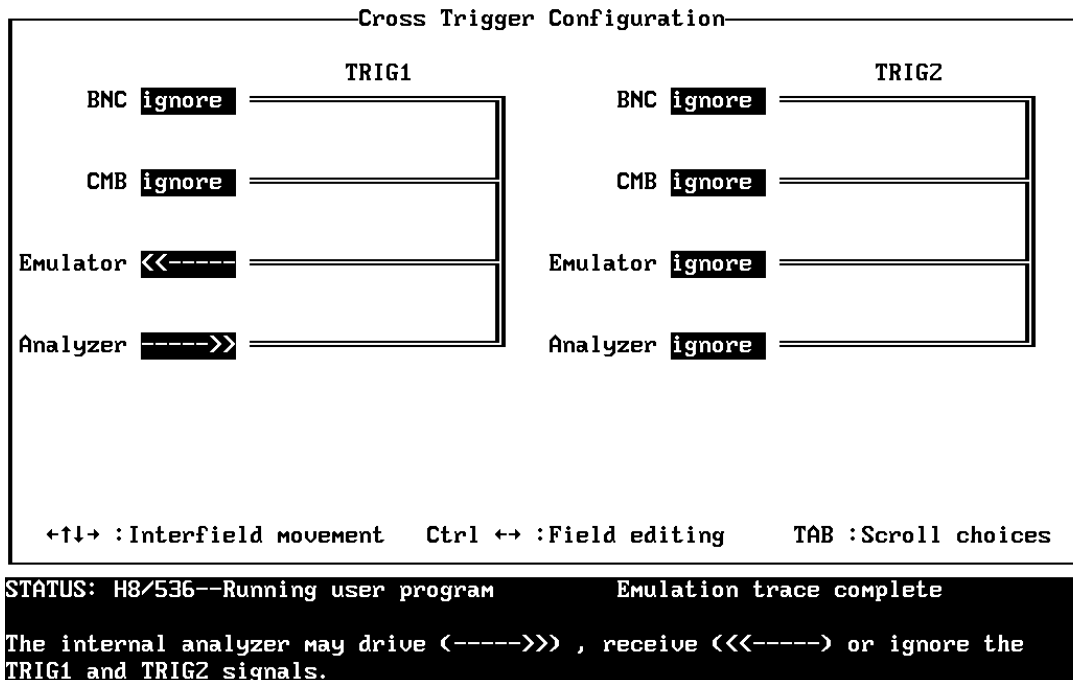 Cross Trigger Configuration
TRIG1 TRIG2
BNC ignore BNC ignore
CMB ignore CMB ignore
Emulator <<----- Emulator ignore
Analyzer ----->> Analyzer ignore
←↑↓→ :Interfield movement Ctrl ↔ :Field editing TAB :Scroll choices
STATUS: H8/536--Running user program Emulation trace complete
The internal analyzer may drive (----->>) , receive (<<-----) or ignore the
TRIG1 and TRIG2 signals.